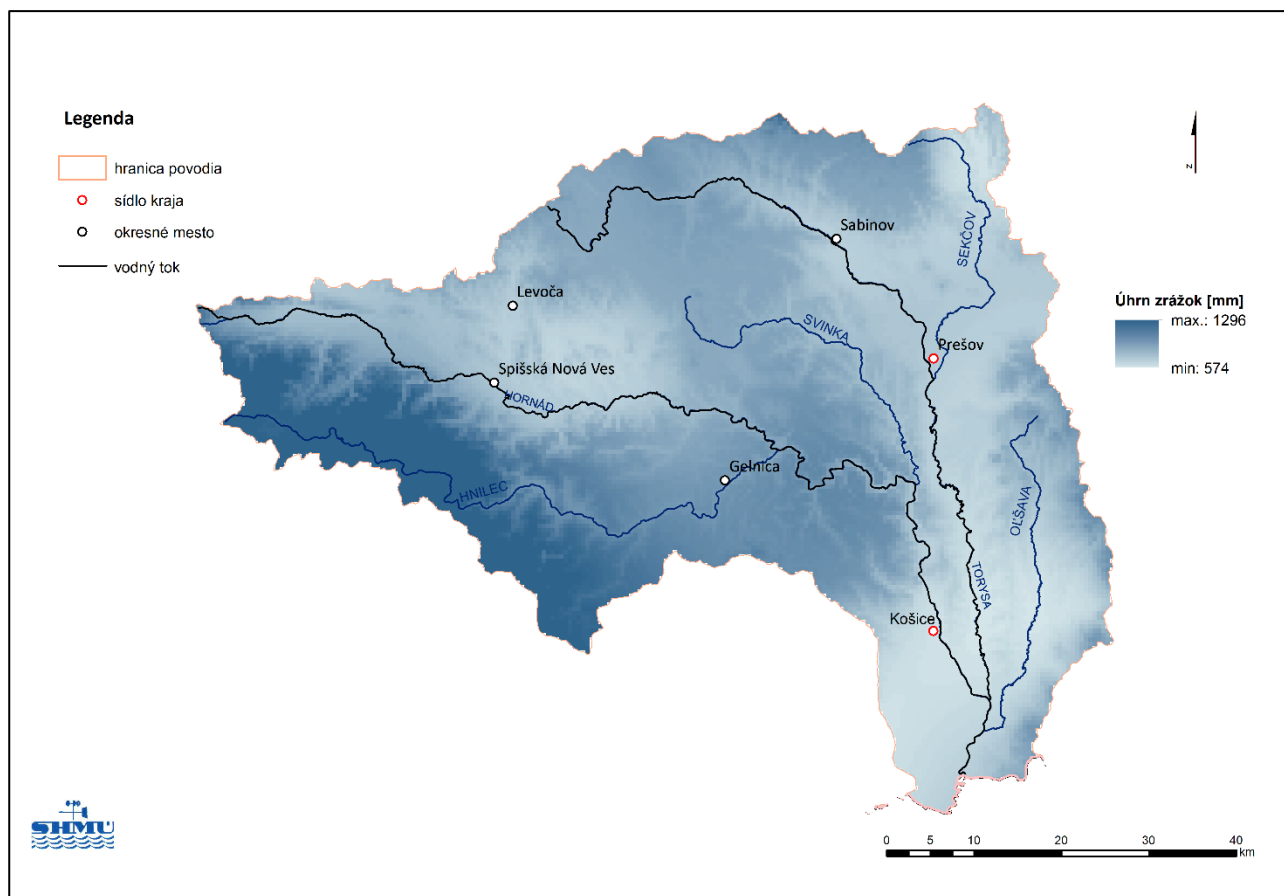 Legenda
hranica povodia
sídlo kraja
okresné mesto
vodný tok
z
Sabinov
SEKČOV
Levoča
SVINKA
Prešov
Úhrn zrážok [mm]
max.: 1296
min: 574
Spišská Nová Ves
HORNÁD
Gelnica
HNILEC
OĽŠAVA
TORYSA
Košice
SHMÚ
0 5 10 20 30 40
km